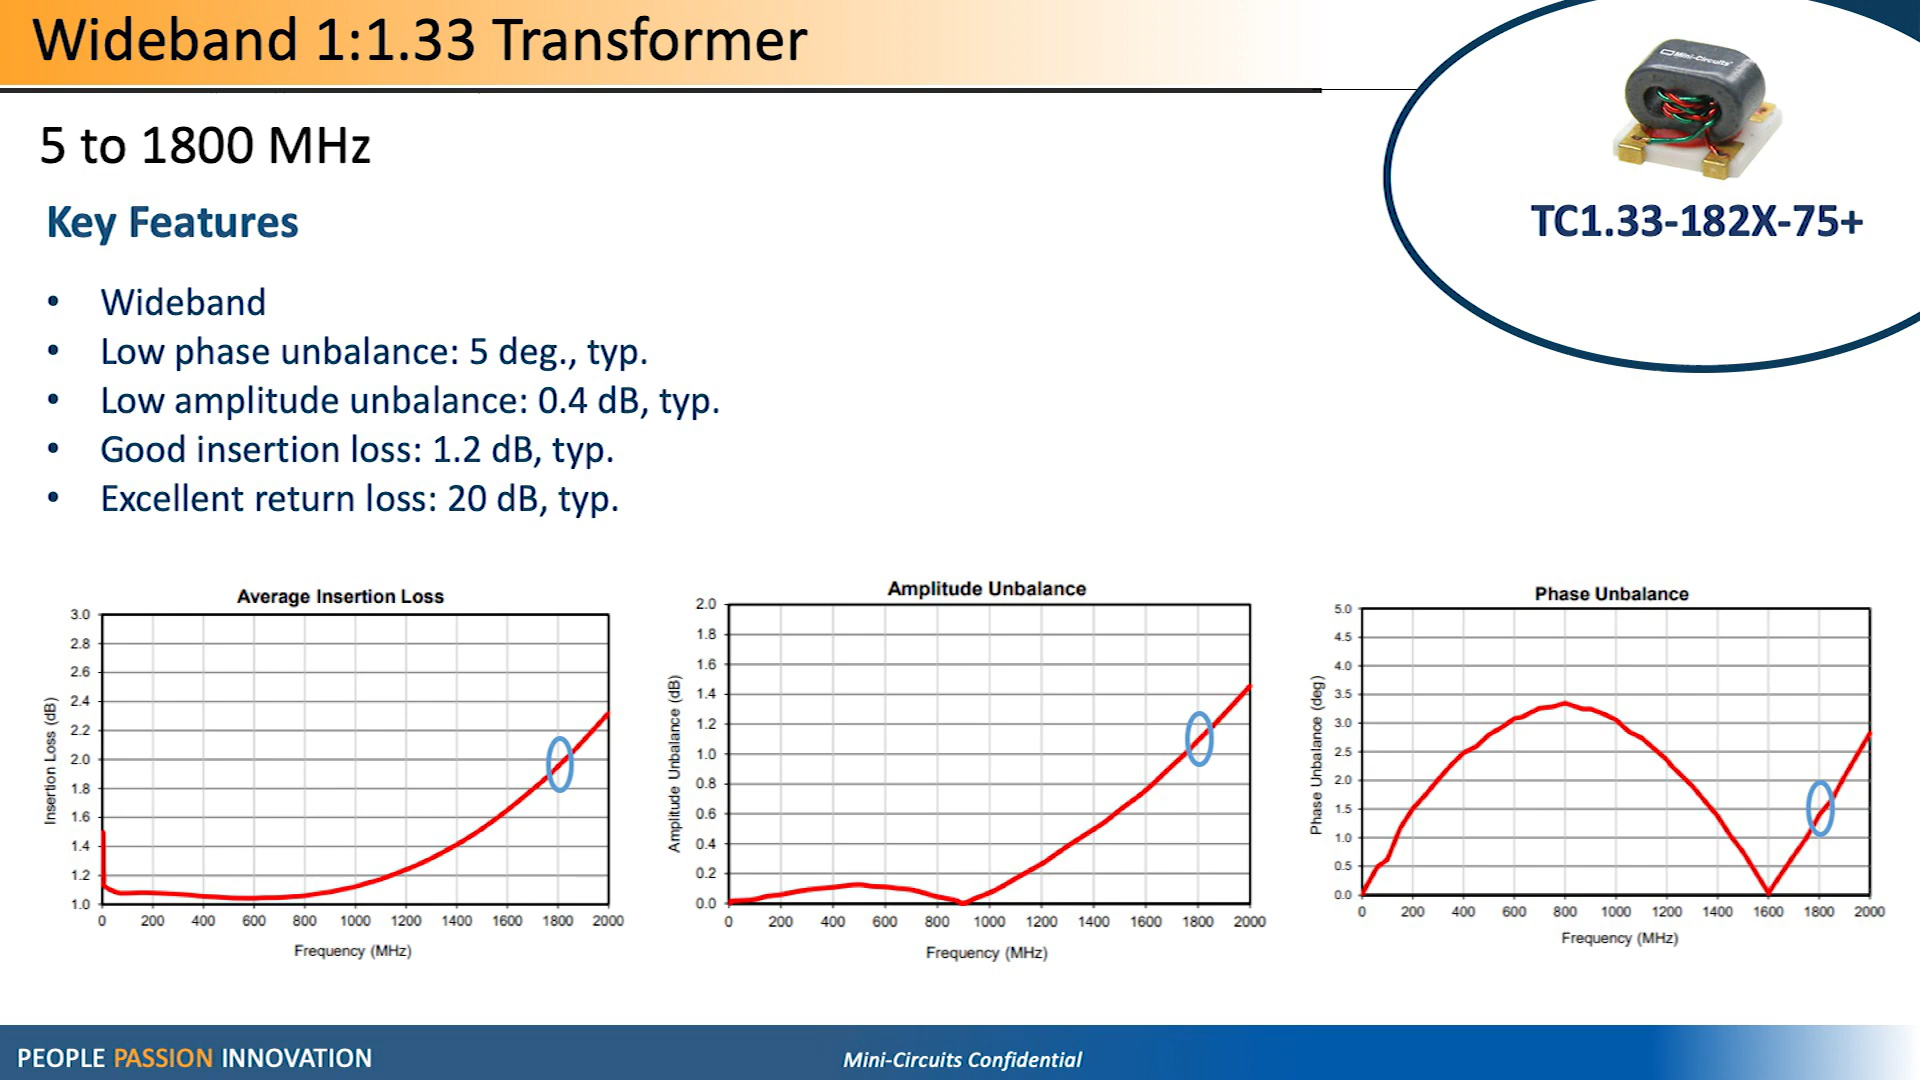 Wideband 1:1.33 Transformer
Mini-Circuits
5 to 1800 MHz
TC1.33-182X-75+
Key Features
• Wideband
• Low phase unbalance: 5 deg., typ.
• Low amplitude unbalance: 0.4 dB, typ.
• Good insertion loss: 1.2 dB, typ.
• Excellent return loss: 20 dB, typ.
Average Insertion Loss
3.0
2.8
2.6
2.4
2.2
2.0
1.8
1.6
1.4
1.2
1.0
Insertion Loss (dB)
0 200 400 600 800 1000 1200 1400 1600 1800 2000
Frequency (MHz)
Amplitude Unbalance
2.0
1.8
1.6
1.4
1.2
1.0
0.8
0.6
0.4
0.2
0.0
Amplitude Unbalance (dB)
0 200 400 600 800 1000 1200 1400 1600 1800 2000
Frequency (MHz)
Phase Unbalance
5.0
4.5
4.0
3.5
3.0
2.5
2.0
1.5
1.0
0.5
0.0
Phase Unbalance (deg)
0 200 400 600 800 1000 1200 1400 1600 1800 2000
Frequency (MHz)
PEOPLE PASSION INNOVATION
Mini-Circuits Confidential